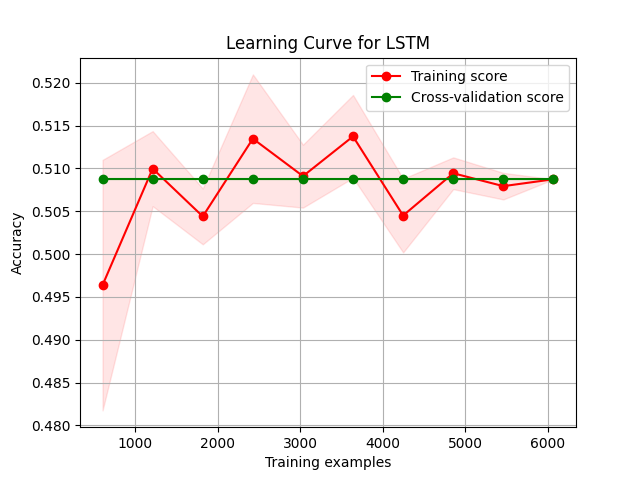 Learning Curve for LSTM
Training score
Cross-validation score
Accuracy
0.520
0.515
0.510
0.505
0.500
0.495
0.490
0.485
0.480
1000 2000 3000 4000 5000 6000
Training examples